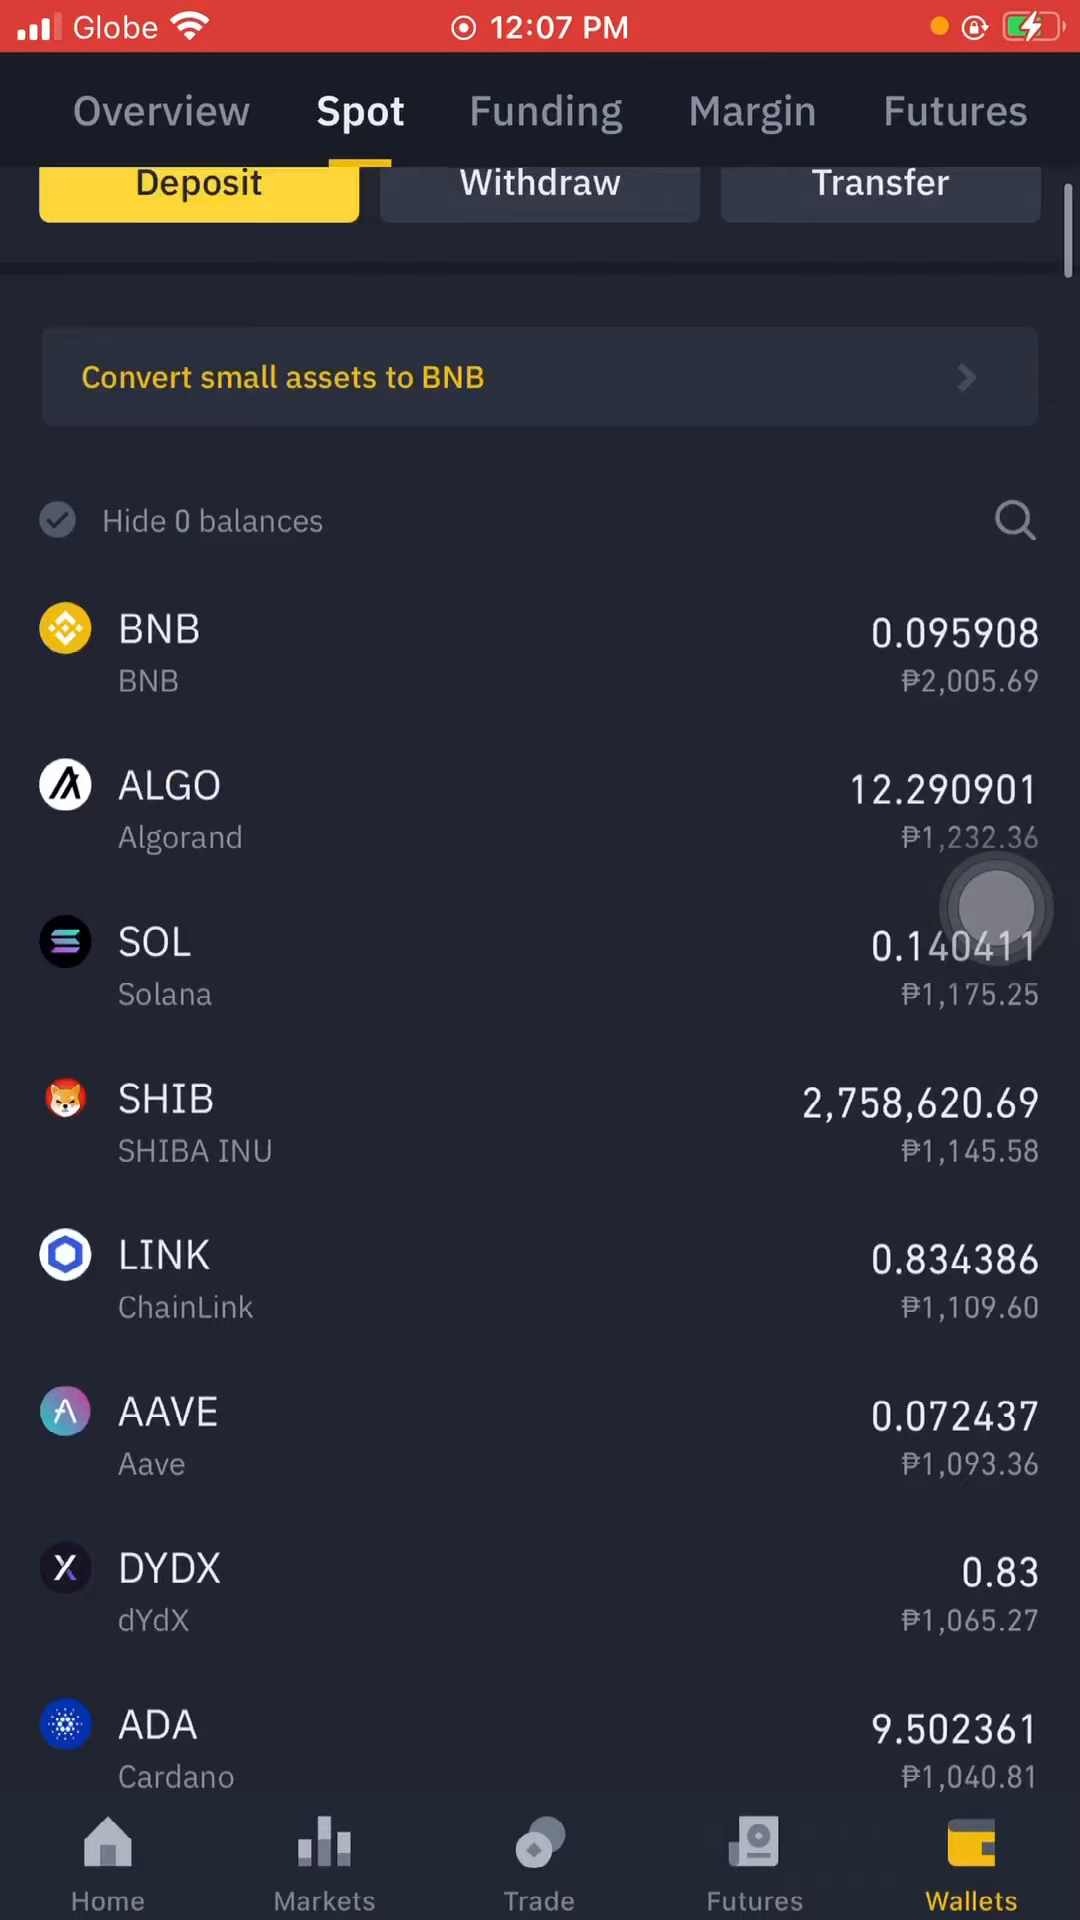 Globe 12:07 PM
Overview Spot Funding Margin Futures
Deposit Withdraw Transfer
Convert small assets to BNB
Hide 0 balances
BNB 0.095908
BNB ₱2,005.69
ALGO 12.290901
Algorand ₱1,232.36
SOL 0.140411
Solana ₱1,175.25
SHIB 2,758,620.69
SHIBA INU ₱1,145.58
LINK 0.834386
ChainLink ₱1,109.60
AAVE 0.072437
Aave ₱1,093.36
DYDX 0.83
dYdX ₱1,065.27
ADA 9.502361
Cardano ₱1,040.81
Home Markets Trade Futures Wallets